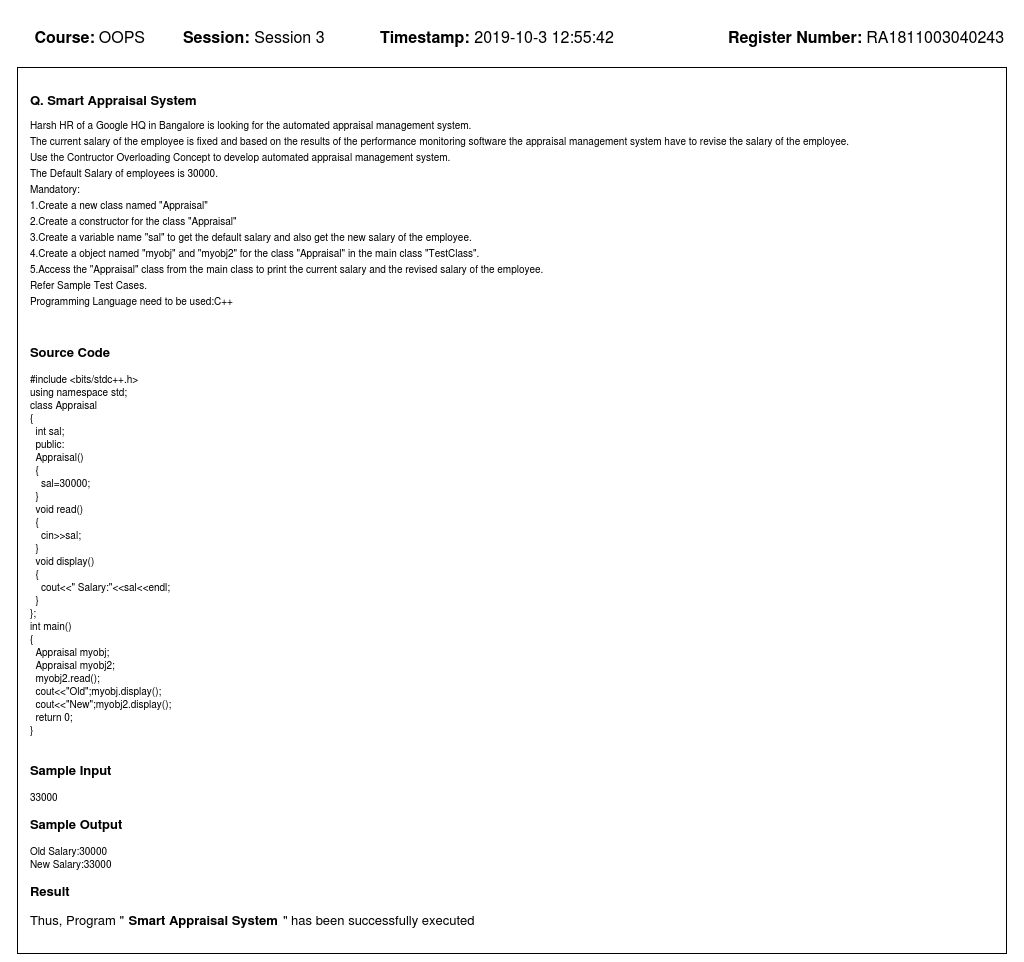 Course: OOPS Session: Session 3 Timestamp: 2019-10-3 12:55:42 Register Number: RA1811003040243
Q. Smart Appraisal System
Harsh HR of a Google HQ in Bangalore is looking for the automated appraisal management system.
The current salary of the employee is fixed and based on the results of the performance monitoring software the appraisal management system have to revise the salary of the employee.
Use the Contructor Overloading Concept to develop automated appraisal management system.
The Default Salary of employees is 30000.
Mandatory:
1.Create a new class named "Appraisal"
2.Create a constructor for the class "Appraisal"
3.Create a variable name "sal" to get the default salary and also get the new salary of the employee.
4.Create a object named "myobj" and "myobj2" for the class "Appraisal" in the main class "TestClass".
5.Access the "Appraisal" class from the main class to print the current salary and the revised salary of the employee.
Refer Sample Test Cases.
Programming Language need to be used:C++
Source Code
#include <bits/stdc++.h>
using namespace std;
class Appraisal
{
int sal;
public:
Appraisal()
{
sal=30000;
}
void read()
{
cin>>sal;
}
void display()
{
cout<<" Salary:"<<sal<<endl;
}
};
int main()
{
Appraisal myobj;
Appraisal myobj2;
myobj2.read();
cout<<"Old";myobj.display();
cout<<"New";myobj2.display();
return 0;
}
Sample Input
33000
Sample Output
Old Salary:30000
New Salary:33000
Result
Thus, Program " Smart Appraisal System " has been successfully executed